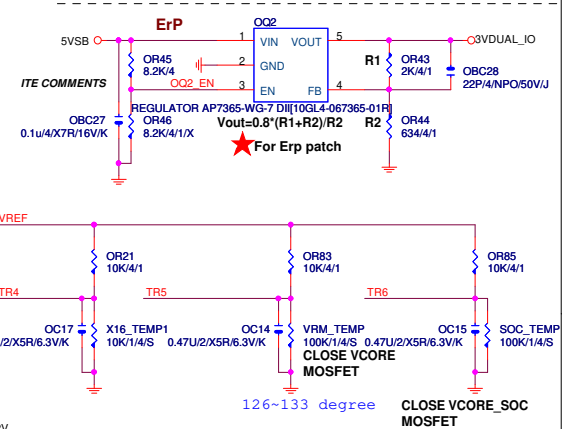 ErP
OQ2
5VSB
1
VIN
VOUT
5
3VDUAL_IO
2
GND
OR45
8.2K/4
R1
OR43
2K/4/1
OBC28
22P/4/NPO/50V/J
ITE COMMENTS
OQ2_EN
3
EN
FB
4
REGULATOR AP7365-WG-7 DII[10GL4-067365-01R]
OBC27
0.1u/4/X7R/16V/K
OR46
8.2K/4/1/X
Vout=0.8*(R1+R2)/R2
R2
OR44
634/4/1
For Erp patch
VREF
OR21
10K/4/1
OR83
10K/4/1
OR85
10K/4/1
TR4
TR5
TR6
OC17
/2/X5R/6.3V/K
X16_TEMP1
10K/1/4/S
OC14
0.47U/2/X5R/6.3V/K
VRM_TEMP
100K/1/4/S
OC15
0.47U/2/X5R/6.3V/K
SOC_TEMP
100K/1/4/S
CLOSE VCORE
MOSFET
126~133 degree
CLOSE VCORE_SOC
MOSFET